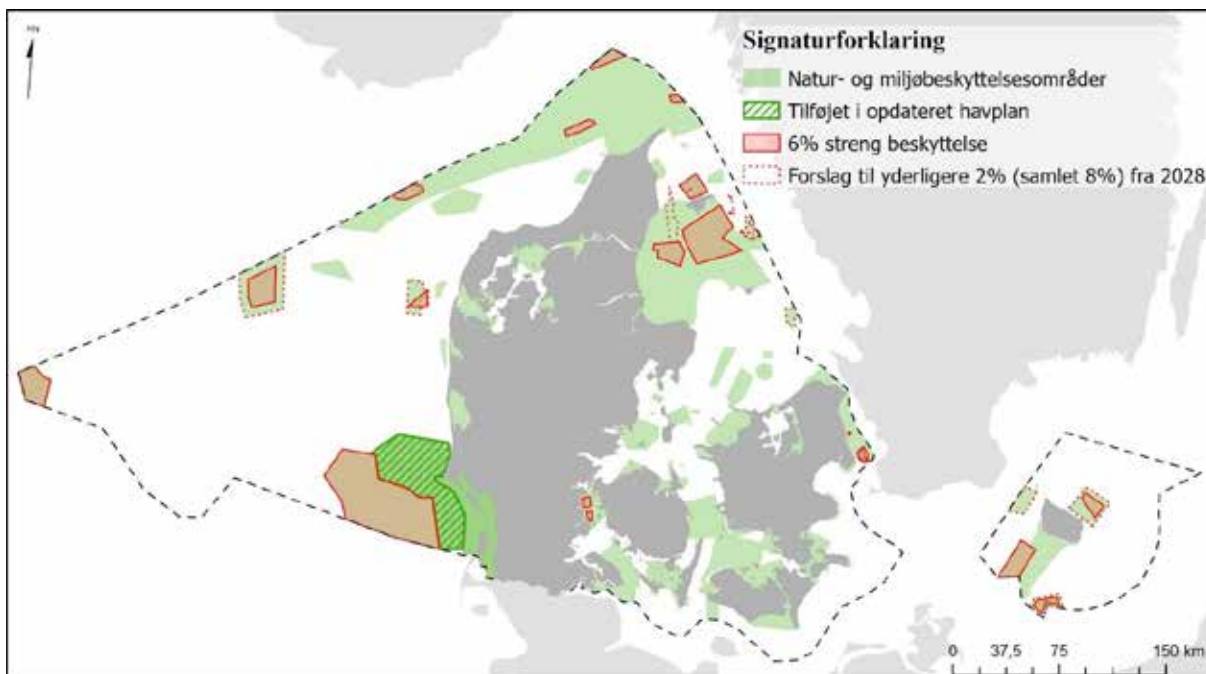 Signaturforklaring
Natur- og miljøbeskyttelsesområder
Tilføjet i opdateret havplan
6% streng beskyttelse
Forslag til yderligere 2% (samlet 8%) fra 2028
0 37,5 75 150 km